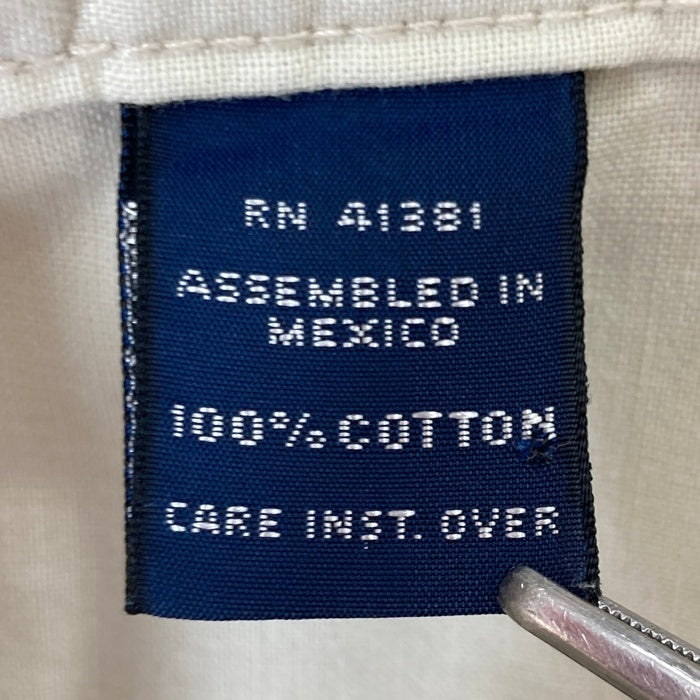 RN 41381
ASSEMBLED IN
MEXICO
100% COTTON
CARE INST. OVER